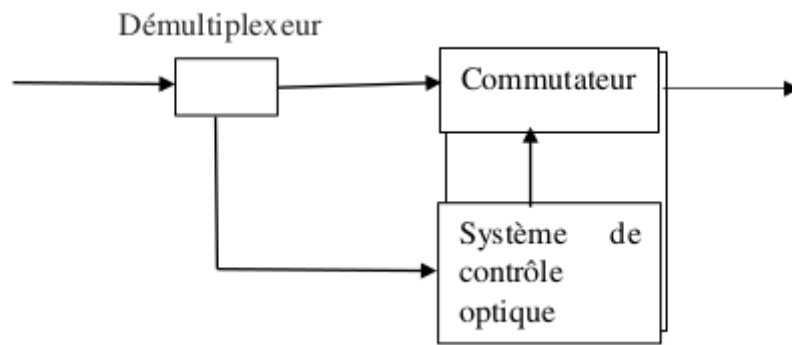 Démultiplexeur
Commutateur
Système de
contrôle
optique